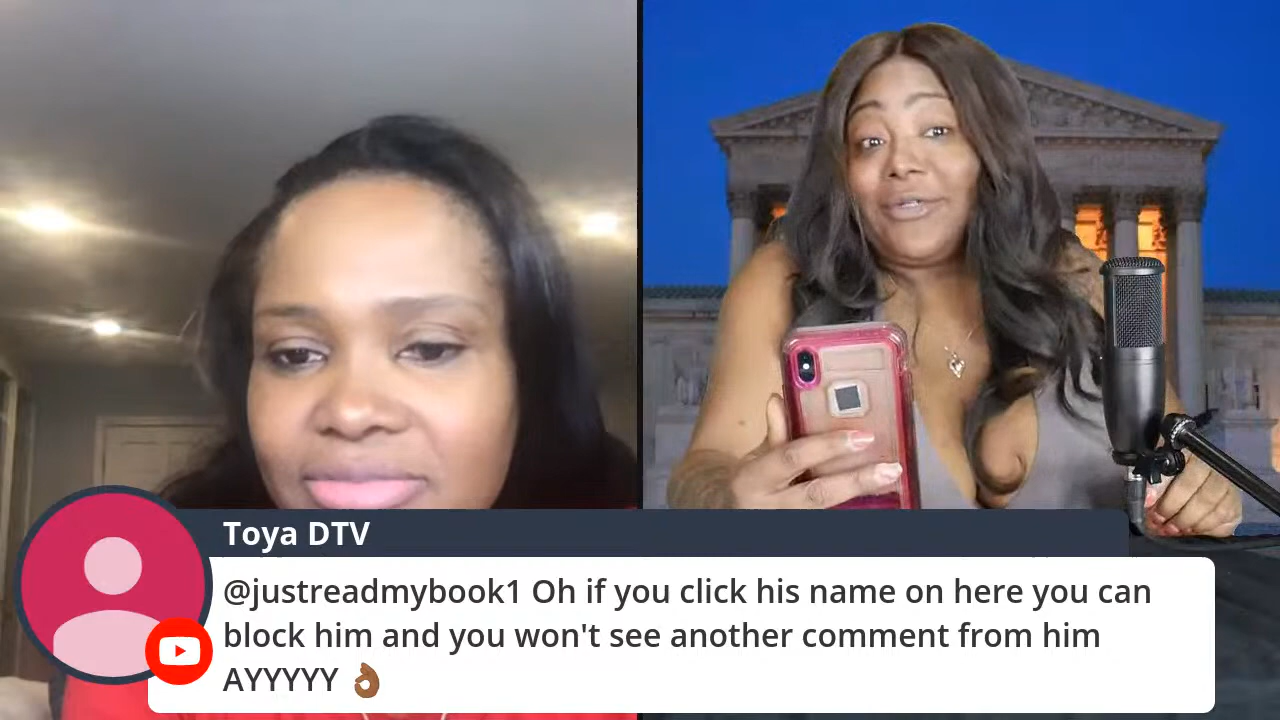 Toya DTV
@justreadmybook1 Oh if you click his name on here you can
block him and you won't see another comment from him
AYYYYY 👌🏾